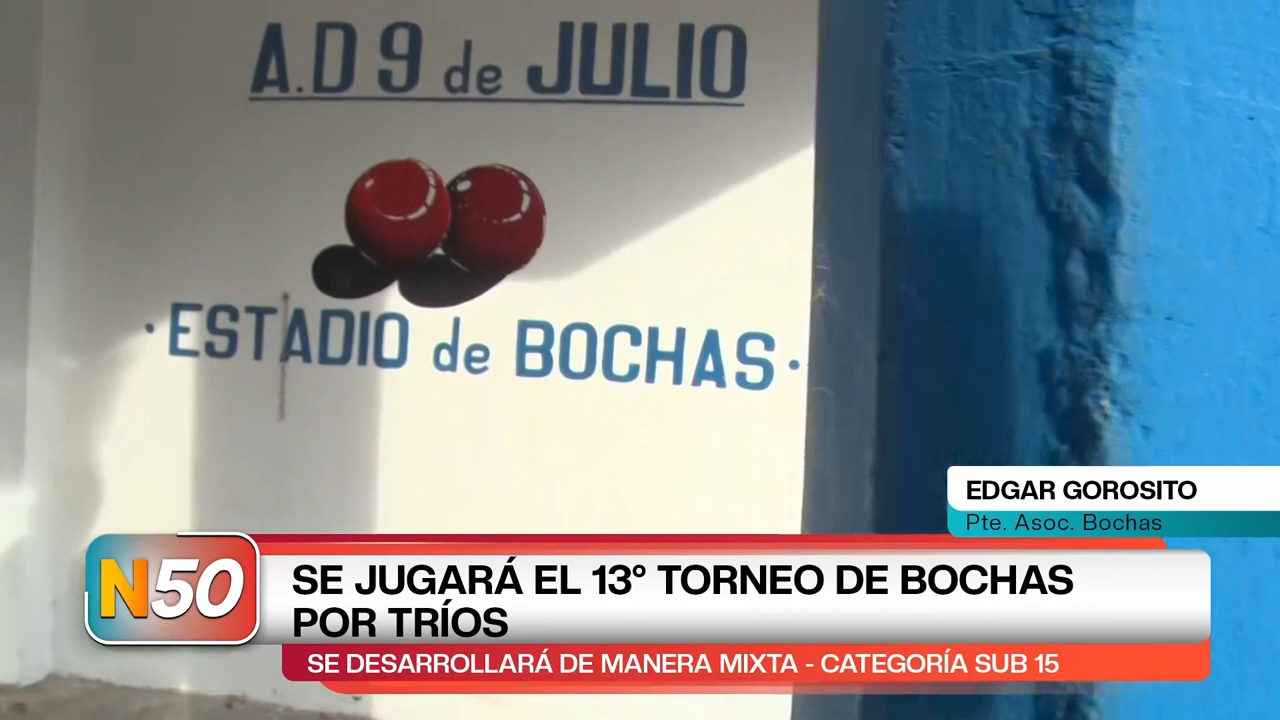 A.D 9 de JULIO
· ESTADIO de BOCHAS ·
EDGAR GOROSITO
Pte. Asoc. Bochas
N50
SE JUGARÁ EL 13° TORNEO DE BOCHAS
POR TRÍOS
SE DESARROLLARÁ DE MANERA MIXTA - CATEGORÍA SUB 15